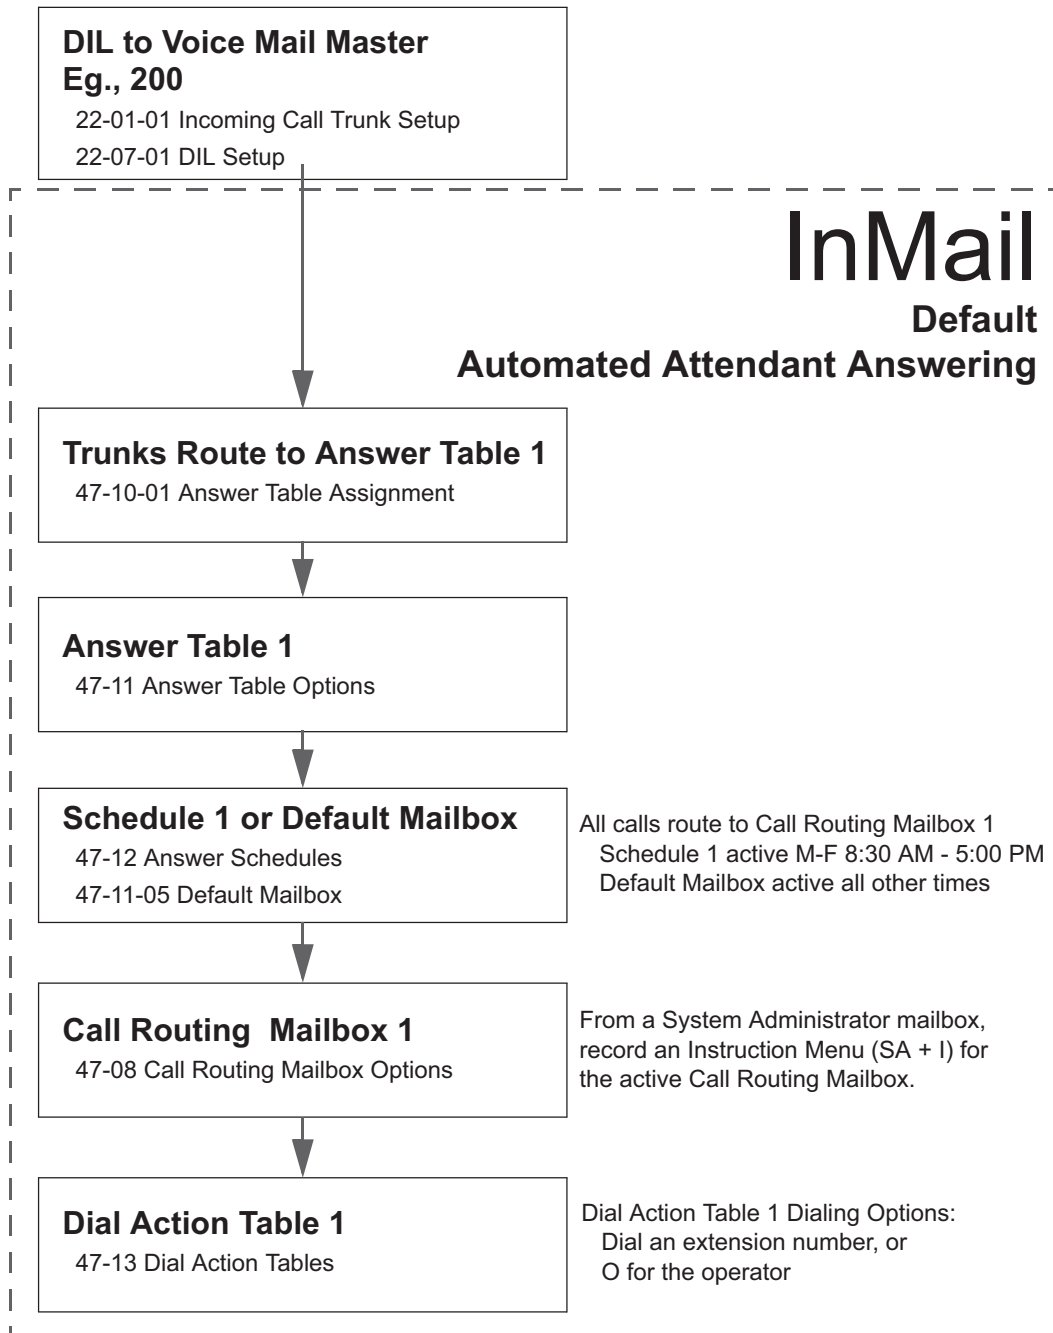 DIL to Voice Mail Master
Eg., 200
22-01-01 Incoming Call Trunk Setup
22-07-01 DIL Setup
InMail
Default
Automated Attendant Answering
Trunks Route to Answer Table 1
47-10-01 Answer Table Assignment
Answer Table 1
47-11 Answer Table Options
Schedule 1 or Default Mailbox
47-12 Answer Schedules
47-11-05 Default Mailbox
All calls route to Call Routing Mailbox 1
Schedule 1 active M-F 8:30 AM - 5:00 PM
Default Mailbox active all other times
Call Routing Mailbox 1
47-08 Call Routing Mailbox Options
From a System Administrator mailbox,
record an Instruction Menu (SA + I) for
the active Call Routing Mailbox.
Dial Action Table 1
47-13 Dial Action Tables
Dial Action Table 1 Dialing Options:
Dial an extension number, or
O for the operator